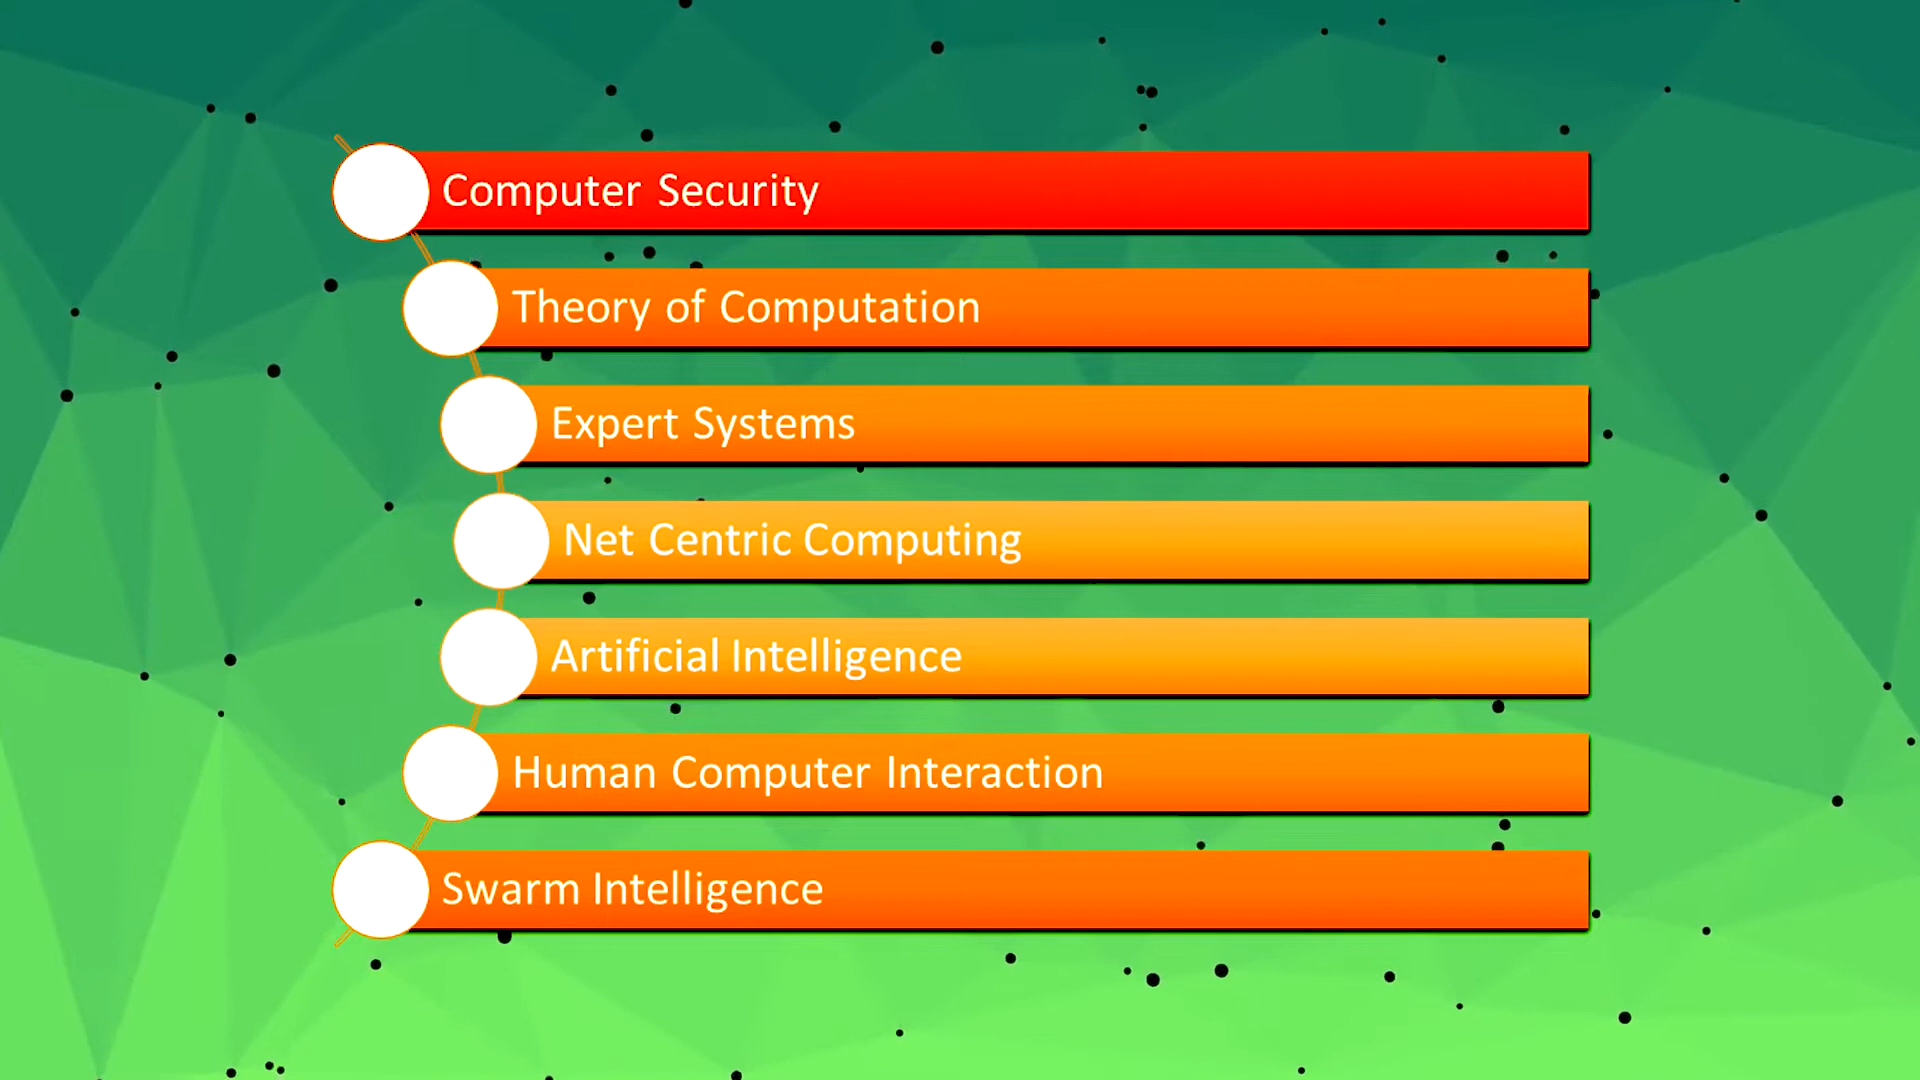 Computer Security
Theory of Computation
Expert Systems
Net Centric Computing
Artificial Intelligence
Human Computer Interaction
Swarm Intelligence